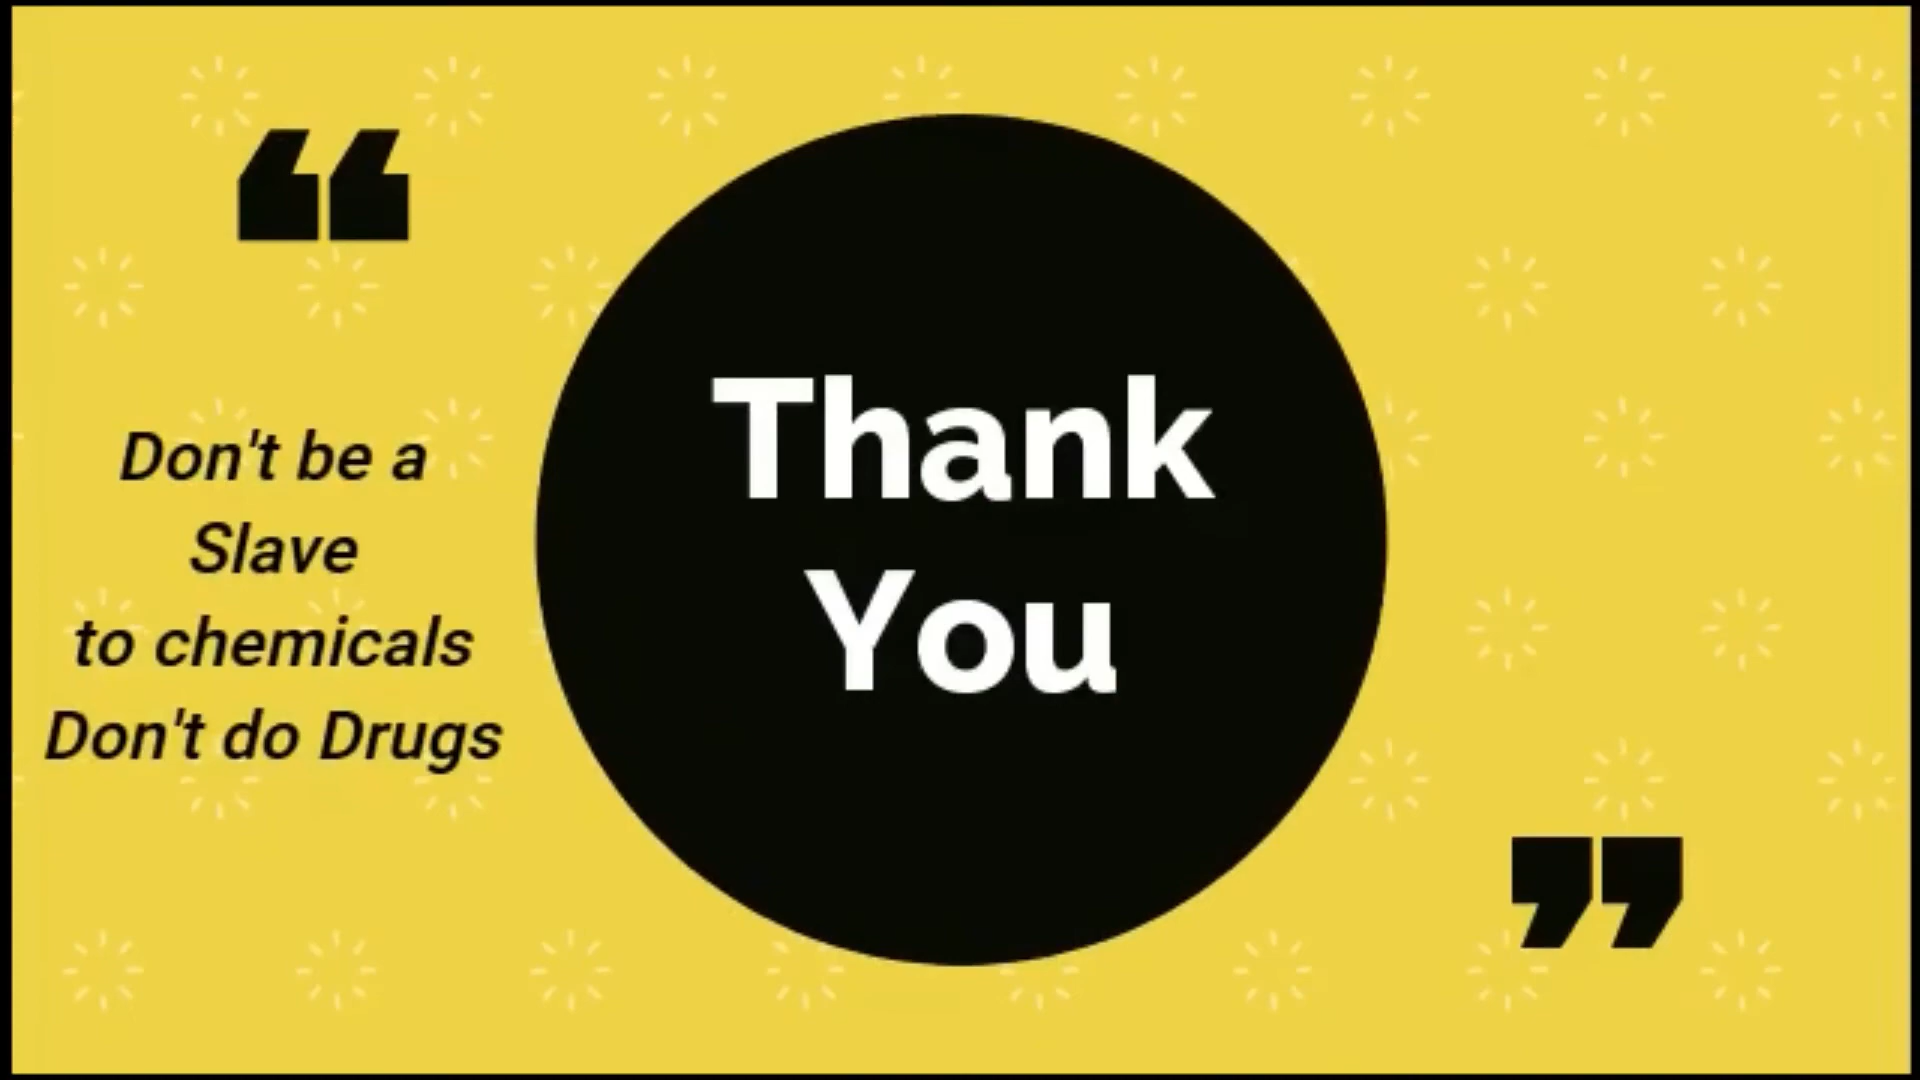 “
Don't be a
Slave
to chemicals
Don't do Drugs
Thank
You
”